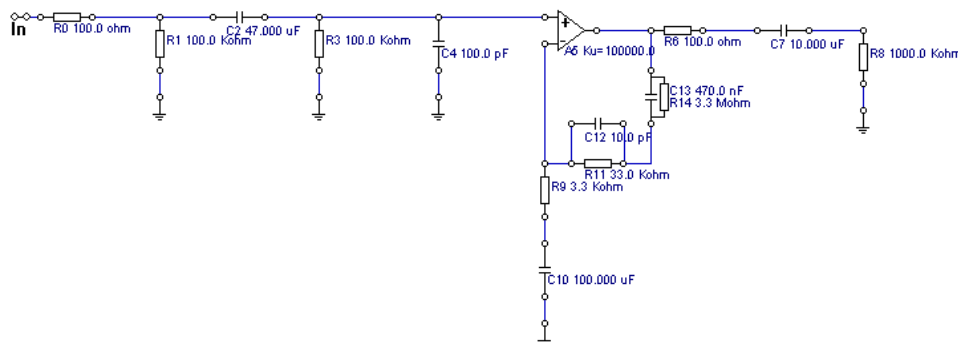 In
R0 100.0 ohm
R1 100.0 Kohm
C2 47.000 uF
R3 100.0 Kohm
C4 100.0 pF
A5 Ku=100000.0
R6 100.0 ohm
C7 10.000 uF
R8 1000.0 Kohm
C13 470.0 nF
R14 3.3 Mohm
C12 10.0 pF
R11 33.0 Kohm
R9 3.3 Kohm
C10 100.000 uF